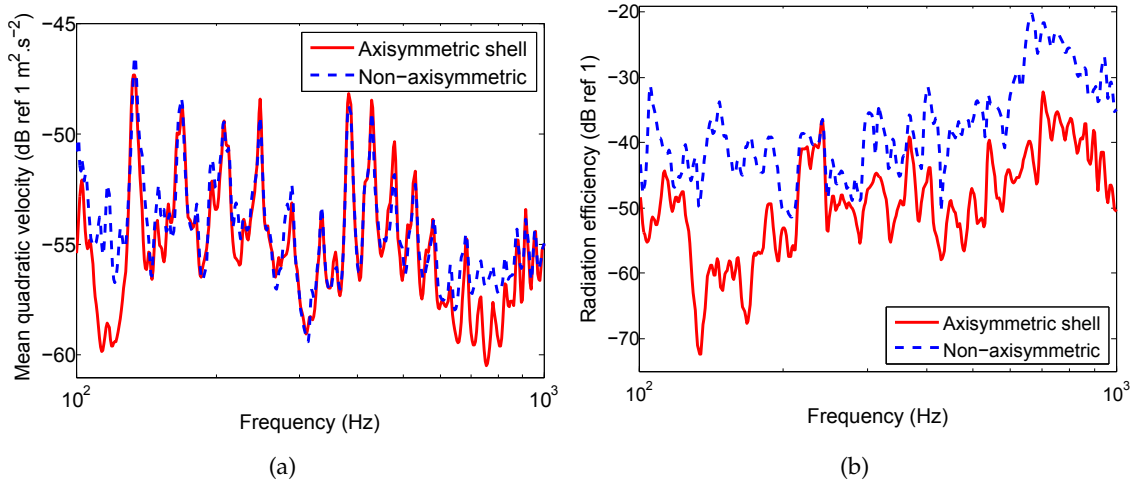 −45
−50
−55
−60
10²
10³
Mean quadratic velocity (dB ref 1 m².s−2)
Frequency (Hz)
Axisymmetric shell
Non−axisymmetric
(a)
−20
−30
−40
−50
−60
−70
10²
10³
Radiation efficiency (dB ref 1)
Frequency (Hz)
Axisymmetric shell
Non−axisymmetric
(b)